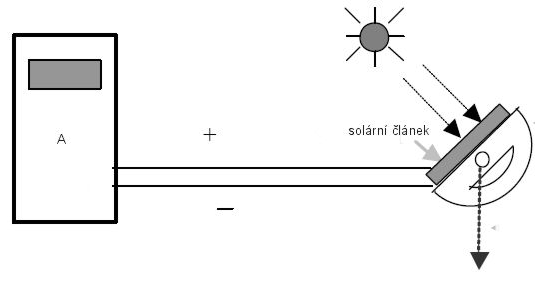 solární článek
+
A
−